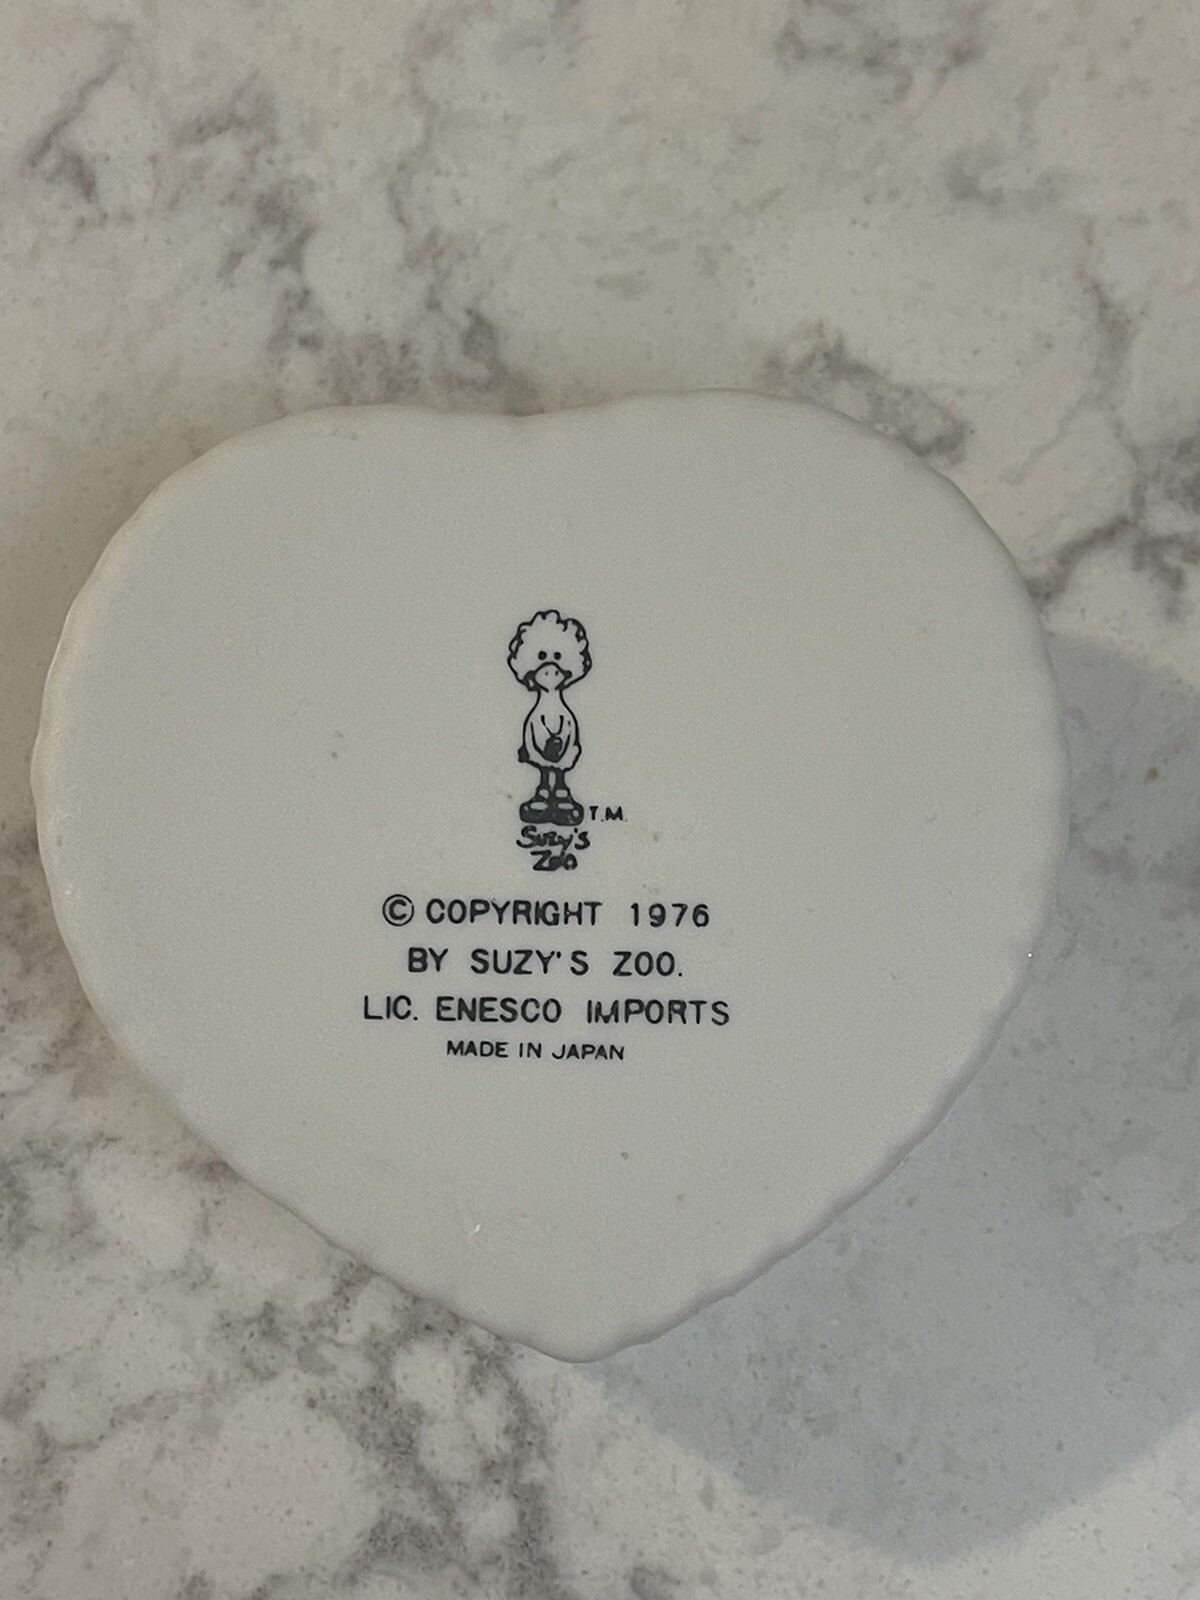 T.M.
Suzy's
Zoo
© COPYRIGHT 1976
BY SUZY'S ZOO.
LIC. ENESCO IMPORTS
MADE IN JAPAN